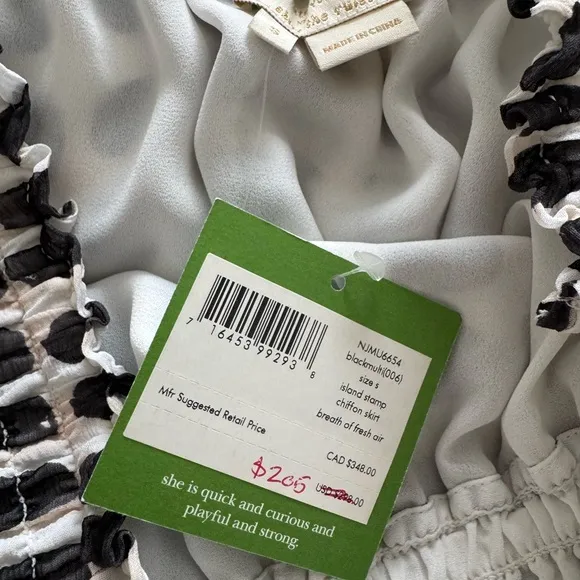 MADE IN CHINA
7 16453 99293 8
NJMU6654
blackmulti(006)
size s
island stamp
chiffon skirt
breath of fresh air
Mfr Suggested Retail Price
CAD $348.00
$205
she is quick and curious and
playful and strong.